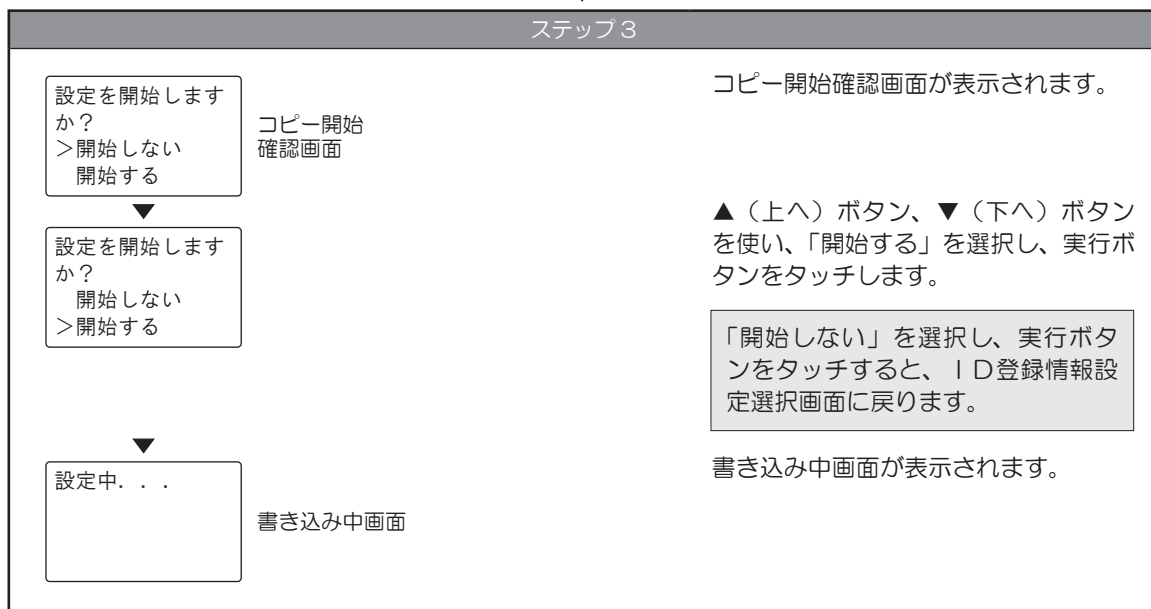 ステップ３
設定を開始します
か？
＞開始しない
開始する
コピー開始
確認画面
コピー開始確認画面が表示されます。
▼
設定を開始します
か？
開始しない
＞開始する
▲（上へ）ボタン、▼（下へ）ボタン
を使い、「開始する」を選択し、実行ボ
タンをタッチします。
「開始しない」を選択し、実行ボタ
ンをタッチすると、ＩＤ登録情報設
定選択画面に戻ります。
▼
設定中．．．
書き込み中画面
書き込み中画面が表示されます。